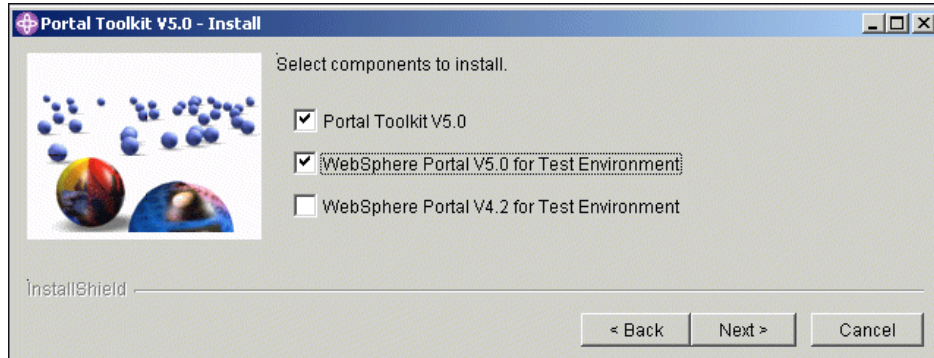 Portal Toolkit V5.0 - Install
Select components to install.
Portal Toolkit V5.0
WebSphere Portal V5.0 for Test Environment
WebSphere Portal V4.2 for Test Environment
InstallShield
< Back Next > Cancel